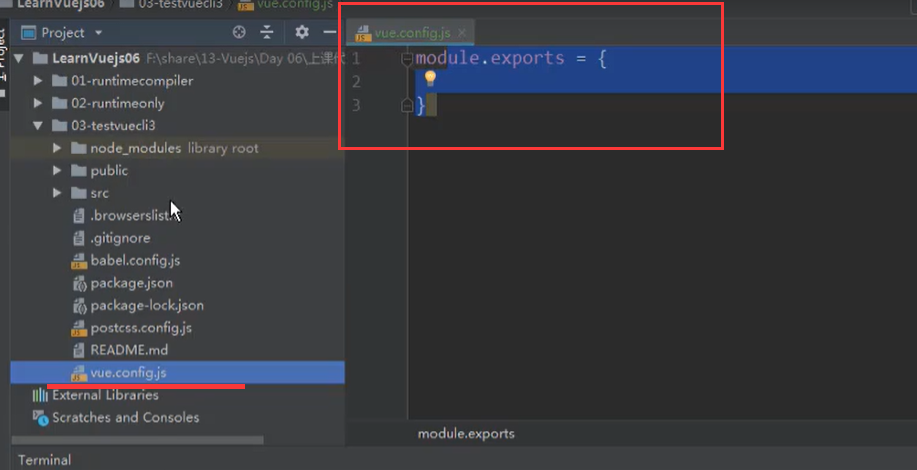 LearnVuejs06 03-testvuecli3 vue.config.js
Project
vue.config.js
LearnVuejs06 F:\share\13-Vuejs\Day 06\上课代
01-runtimecompiler
02-runtimeonly
03-testvuecli3
node_modules library root
public
src
.browserslist
.gitignore
babel.config.js
package.json
package-lock.json
postcss.config.js
README.md
vue.config.js
External Libraries
Scratches and Consoles
1 module.exports = {
2
3 }
module.exports
Terminal